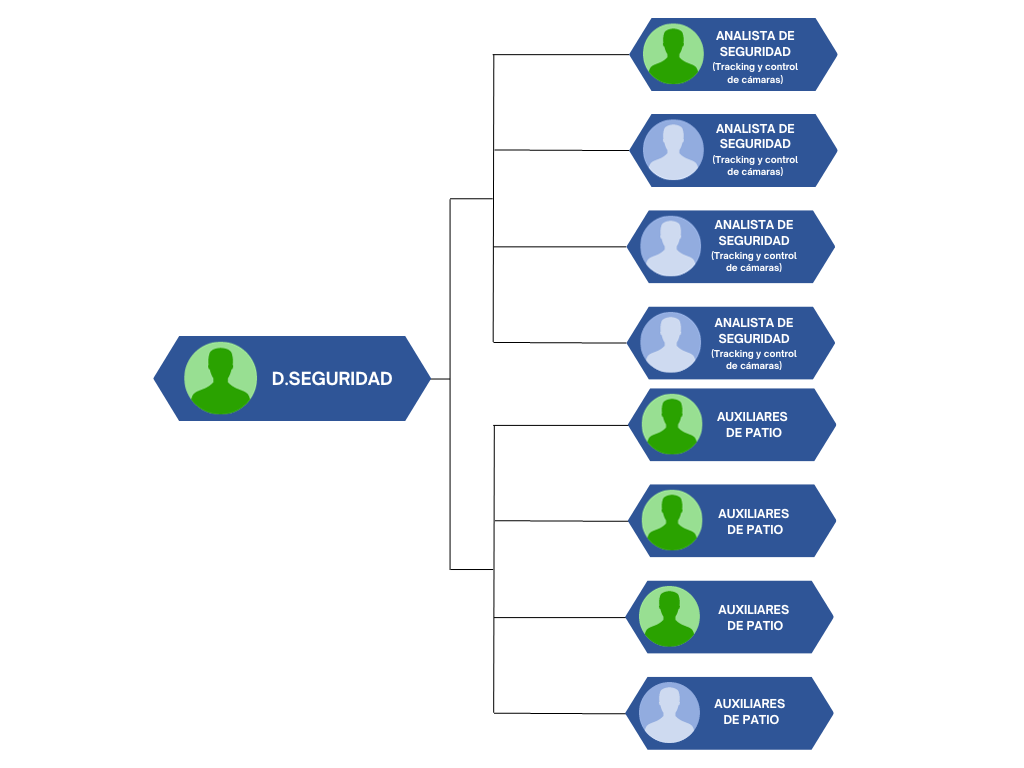 ANALISTA DE
SEGURIDAD
(Tracking y control
de cámaras)
ANALISTA DE
SEGURIDAD
(Tracking y control
de cámaras)
ANALISTA DE
SEGURIDAD
(Tracking y control
de cámaras)
ANALISTA DE
SEGURIDAD
(Tracking y control
de cámaras)
D.SEGURIDAD
AUXILIARES
DE PATIO
AUXILIARES
DE PATIO
AUXILIARES
DE PATIO
AUXILIARES
DE PATIO